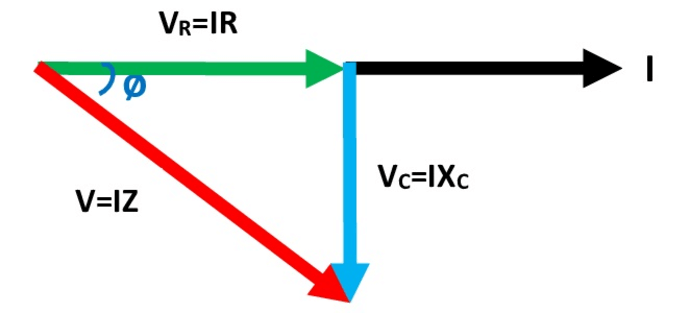 VR=IR
I
φ
VC=IXC
V=IZ